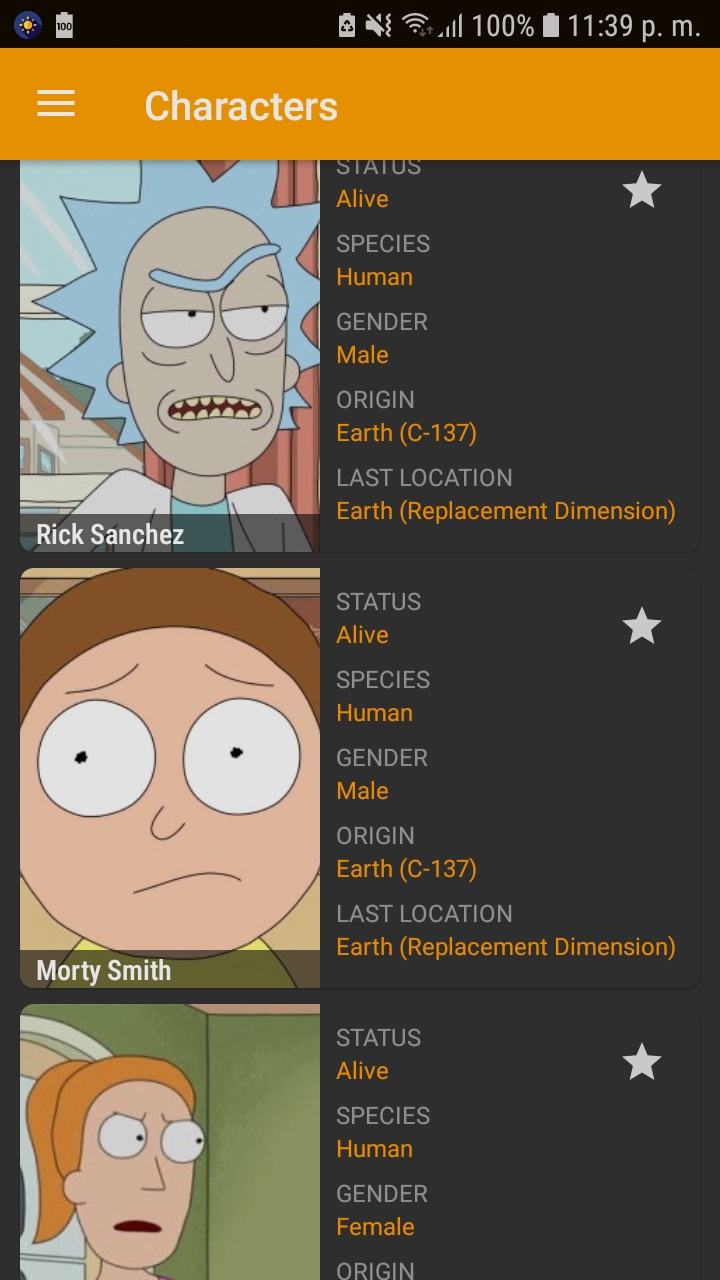 100
100% 11:39 p. m.
Characters
STATUS
Alive
SPECIES
Human
GENDER
Male
ORIGIN
Earth (C-137)
LAST LOCATION
Earth (Replacement Dimension)
Rick Sanchez
STATUS
Alive
SPECIES
Human
GENDER
Male
ORIGIN
Earth (C-137)
LAST LOCATION
Earth (Replacement Dimension)
Morty Smith
STATUS
Alive
SPECIES
Human
GENDER
Female
ORIGIN